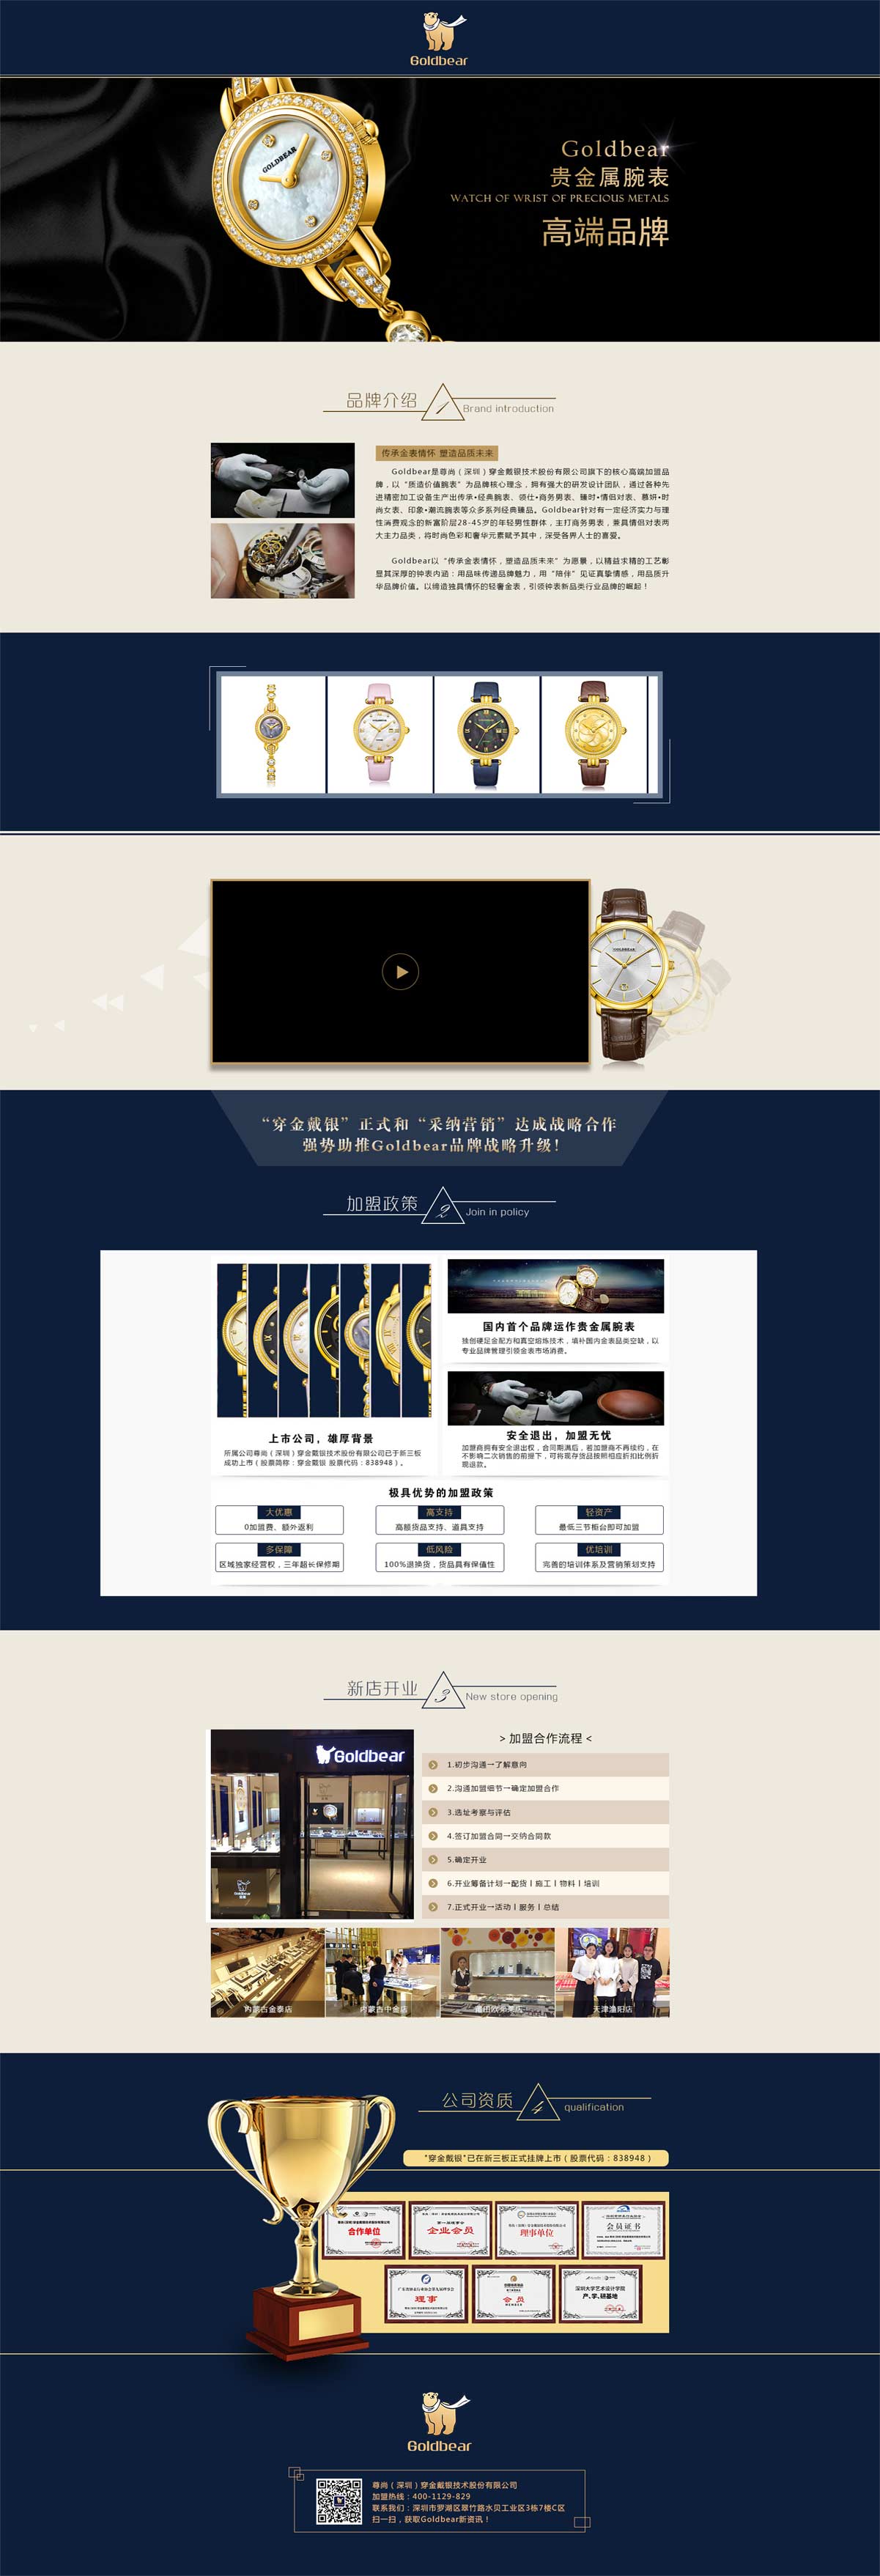 Goldbear
GOLDBEAR
Goldbear
贵金属腕表
WATCH OF WRIST OF PRECIOUS METALS
高端品牌
品牌介绍
1
Brand introduction
传承金表情怀 塑造品质未来
Goldbear是尊尚（深圳）穿金戴银技术股份有限公司旗下的核心高端加盟品
牌，以“质造价值腕表”为品牌核心理念，拥有强大的研发设计团队，通过各种先
进精密加工设备生产出传承•经典腕表、领仕•商务男表、臻时•情侣对表、慕妍•时
尚女表、印象•潮流腕表等众多系列经典臻品。Goldbear针对有一定经济实力与理
性消费观念的新富阶层28-45岁的年轻男性群体，主打商务男表，兼具情侣对表两
大主力品类，将时尚色彩和奢华元素赋予其中，深受各界人士的喜爱。
Goldbear以“传承金表情怀，塑造品质未来”为愿景，以精益求精的工艺彰
显其深厚的钟表内涵：用品味传递品牌魅力，用“陪伴”见证真挚情感，用品质升
华品牌价值。以缔造独具情怀的轻奢金表，引领钟表新品类行业品牌的崛起！
GOLDBEAR
“穿金戴银”正式和“采纳营销”达成战略合作
强势助推Goldbear品牌战略升级！
加盟政策
2
Join in policy
国内首个品牌运作贵金属腕表
独创硬足金配方和真空熔炼技术，填补国内金表品类空缺，以
专业品牌管理引领金表市场消费。
上市公司，雄厚背景
所属公司尊尚（深圳）穿金戴银技术股份有限公司已于新三板
成功上市（股票简称：穿金戴银 股票代码：838948）。
安全退出，加盟无忧
加盟商拥有安全退出权，合同期满后，若加盟商不再续约，在
不影响二次销售的前提下，可将现存货品按照相应折扣比例折
现退款。
极具优势的加盟政策
大优惠
0加盟费、额外返利
高支持
高额货品支持、道具支持
轻资产
最低三节柜台即可加盟
多保障
区域独家经营权，三年超长保修期
低风险
100%退换货，货品具有保值性
优培训
完善的培训体系及营销策划支持
新店开业
3
New store opening
Goldbear
Goldbear
> 加盟合作流程 <
1.初步沟通→了解意向
2.沟通加盟细节→确定加盟合作
3.选址考察与评估
4.签订加盟合同→交纳合同款
5.确定开业
6.开业筹备计划→配货丨施工丨物料丨培训
7.正式开业→活动丨服务丨总结
内蒙古金泰店
内蒙古中金店
天津渔阳店
公司资质
4
qualification
“穿金戴银”已在新三板正式挂牌上市（股票代码：838948）
合作单位
企业会员
理事单位
会员证书
理事
会员
深圳大学艺术设计学院
产、学、研基地
Goldbear
尊尚（深圳）穿金戴银技术股份有限公司
加盟热线：400-1129-829
联系我们：深圳市罗湖区翠竹路水贝工业区3栋7楼C区
扫一扫，获取Goldbear新资讯！